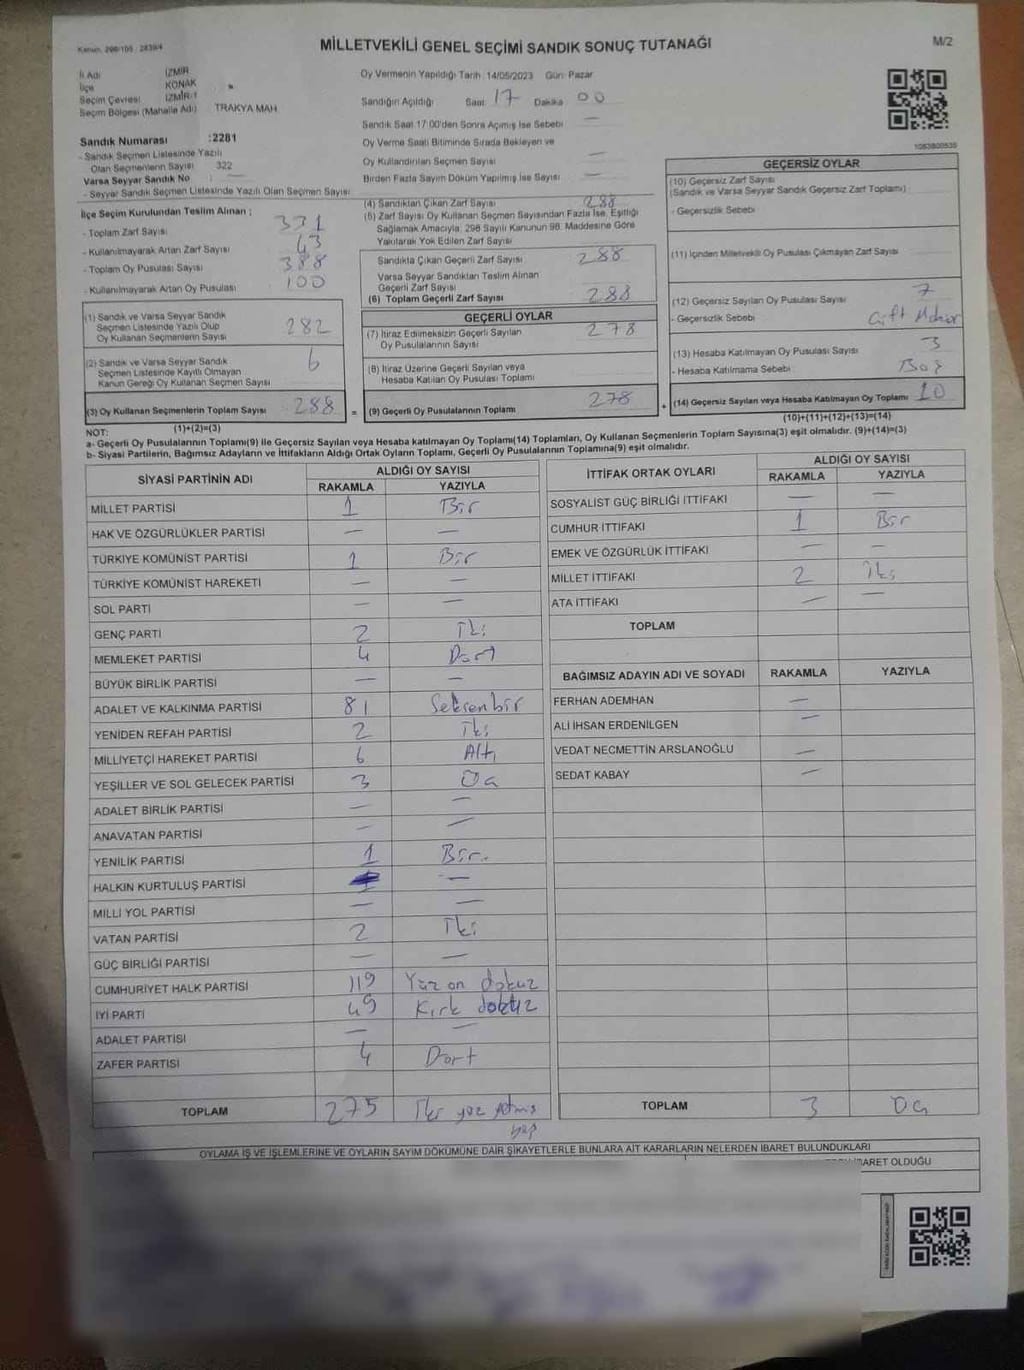 Kanun, 298/105 - 2839/4
MİLLETVEKİLİ GENEL SEÇİMİ SANDIK SONUÇ TUTANAĞI
M/2
İl Adı İZMİR
İlçe KONAK
Seçim Çevresi İZMİR-1
Seçim Bölgesi (Mahalle Adı) TRAKYA MAH
Sandık Numarası :2281
- Sandık Seçmen Listesinde Yazılı
Olan Seçmenlerin Sayısı 322
Varsa Seyyar Sandık No : —
- Seyyar Sandık Seçmen Listesinde Yazılı Olan Seçmen Sayısı
Oy Vermenin Yapıldığı Tarih: 14/05/2023 Gün: Pazar
Sandığın Açıldığı Saat 17 Dakika 00
Sandık Saat 17:00'den Sonra Açılmış İse Sebebi —
Oy Verme Saati Bitiminde Sırada Bekleyen ve
Oy Kullandırılan Seçmen Sayısı —
Birden Fazla Sayım Döküm Yapılmış İse Sayısı —
İlçe Seçim Kurulundan Teslim Alınan :
- Toplam Zarf Sayısı 331
- Kullanılmayarak Artan Zarf Sayısı 43
- Toplam Oy Pusulası Sayısı 388
- Kullanılmayarak Artan Oy Pusulası 100
(1) Sandık ve Varsa Seyyar Sandık
Seçmen Listesinde Yazılı Olup
Oy Kullanan Seçmenlerin Sayısı 282
(2) Sandık ve Varsa Seyyar Sandık
Seçmen Listesinde Kayıtlı Olmayan
Kanun Gereği Oy Kullanan Seçmen Sayısı 6
(3) Oy Kullanan Seçmenlerin Toplam Sayısı 288
(1)+(2)=(3)
(4) Sandıktan Çıkan Zarf Sayısı 288
(5) Zarf Sayısı Oy Kullanan Seçmen Sayısından Fazla İse, Eşitliği
Sağlamak Amacıyla, 298 Sayılı Kanunun 98. Maddesine Göre
Yakılarak Yok Edilen Zarf Sayısı
Sandıkta Çıkan Geçerli Zarf Sayısı 288
Varsa Seyyar Sandıktan Teslim Alınan
Geçerli Zarf Sayısı
(6) Toplam Geçerli Zarf Sayısı 288
GEÇERLİ OYLAR
(7) İtiraz Edilmeksizin Geçerli Sayılan
Oy Pusulalarının Sayısı 278
(8) İtiraz Üzerine Geçerli Sayılan veya
Hesaba Katılan Oy Pusulası Toplamı
= (9) Geçerli Oy Pusulalarının Toplamı 278 +
1083800535
GEÇERSİZ OYLAR
(10) Geçersiz Zarf Sayısı
(Sandık ve Varsa Seyyar Sandık Geçersiz Zarf Toplamı)
- Geçersizlik Sebebi
(11) İçinden Milletvekili Oy Pusulası Çıkmayan Zarf Sayısı
(12) Geçersiz Sayılan Oy Pusulası Sayısı 7
- Geçersizlik Sebebi Çift Mühür
(13) Hesaba Katılmayan Oy Pusulası Sayısı 3
- Hesaba Katılmama Sebebi Boş
(14) Geçersiz Sayılan veya Hesaba Katılmayan Oy Toplamı 10
(10)+(11)+(12)+(13)=(14)
NOT:
a- Geçerli Oy Pusulalarının Toplamı(9) ile Geçersiz Sayılan veya Hesaba katılmayan Oy Toplamı(14) Toplamları, Oy Kullanan Seçmenlerin Toplam Sayısına(3) eşit olmalıdır. (9)+(14)=(3)
b- Siyasi Partilerin, Bağımsız Adayların ve İttifakların Aldığı Ortak Oyların Toplamı, Geçerli Oy Pusulalarının Toplamına(9) eşit olmalıdır.
SİYASİ PARTİNİN ADI ALDIĞI OY SAYISI
RAKAMLA YAZIYLA
MİLLET PARTİSİ 1 Bir
HAK VE ÖZGÜRLÜKLER PARTİSİ — —
TÜRKİYE KOMÜNİST PARTİSİ 1 Bir
TÜRKİYE KOMÜNİST HAREKETİ — —
SOL PARTİ — —
GENÇ PARTİ 2 İki
MEMLEKET PARTİSİ 4 Dört
BÜYÜK BİRLİK PARTİSİ — —
ADALET VE KALKINMA PARTİSİ 81 Seksenbir
YENİDEN REFAH PARTİSİ 2 İki
MİLLİYETÇİ HAREKET PARTİSİ 6 Altı
YEŞİLLER VE SOL GELECEK PARTİSİ 3 Üç
ADALET BİRLİK PARTİSİ — —
ANAVATAN PARTİSİ — —
YENİLİK PARTİSİ 1 Bir
HALKIN KURTULUŞ PARTİSİ —
MİLLİ YOL PARTİSİ — —
VATAN PARTİSİ 2 İki
GÜÇ BİRLİĞİ PARTİSİ — —
CUMHURİYET HALK PARTİSİ 119 Yüz on dokuz
İYİ PARTİ 49 Kırk dokuz
ADALET PARTİSİ — —
ZAFER PARTİSİ 4 Dört
TOPLAM 275 İki yüz yetmiş
beş
İTTİFAK ORTAK OYLARI ALDIĞI OY SAYISI
RAKAMLA YAZIYLA
SOSYALİST GÜÇ BİRLİĞİ İTTİFAKI — —
CUMHUR İTTİFAKI 1 Bir
EMEK VE ÖZGÜRLÜK İTTİFAKI — —
MİLLET İTTİFAKI 2 İki
ATA İTTİFAKI — —
TOPLAM
BAĞIMSIZ ADAYIN ADI VE SOYADI RAKAMLA YAZIYLA
FERHAN ADEMHAN —
ALİ İHSAN ERDENİLGEN —
VEDAT NECMETTİN ARSLANOĞLU —
SEDAT KABAY —
TOPLAM 3 Üç
OYLAMA İŞ VE İŞLEMLERİNE VE OYLARIN SAYIM DÖKÜMÜNE DAİR ŞİKAYETLERLE BUNLARA AİT KARARLARIN NELERDEN İBARET BULUNDUKLARI
İBARET OLDUĞU